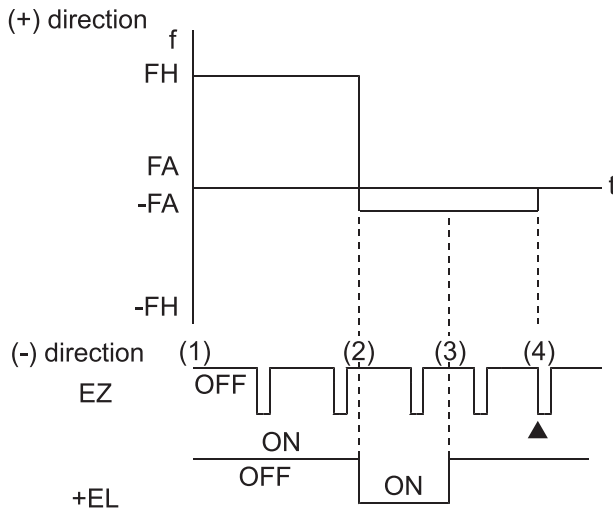 (+) direction
f
FH
FA
-FA
t
-FH
(-) direction (1) (2) (3) (4)
EZ OFF
ON
OFF ON
+EL